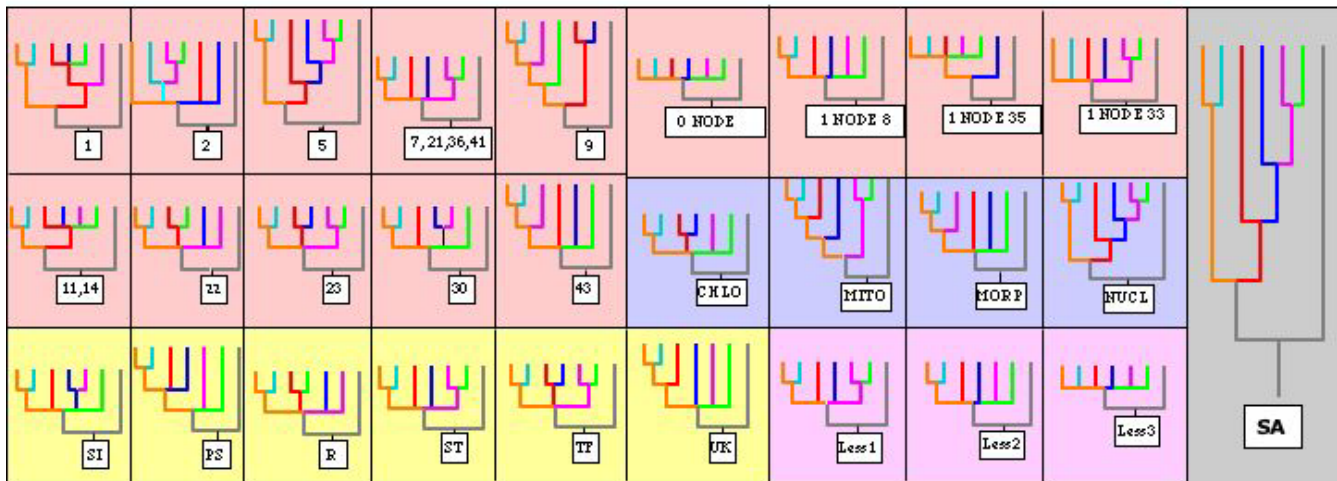 1
2
5
7, 21, 36, 41
9
0 NODE
1 NODE 8
1 NODE 35
1 NODE 33
11, 14
22
23
30
43
CHLO
MITO
MORP
NUCL
SI
PS
R
ST
TF
UK
Less1
Less2
Less3
SA